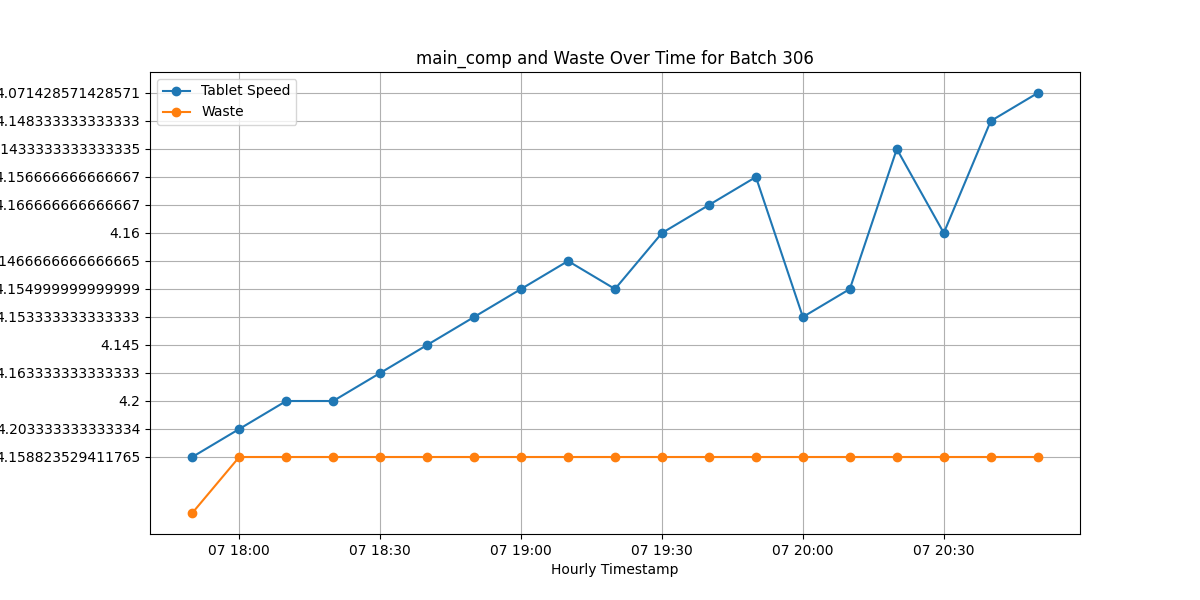 main_comp and Waste Over Time for Batch 306
Tablet Speed
Waste
4.071428571428571
4.148333333333333
1433333333333335
4.156666666666667
4.166666666666667
4.16
1466666666666665
4.154999999999999
4.153333333333333
4.145
4.163333333333333
4.2
4.203333333333334
4.158823529411765
07 18:00 07 18:30 07 19:00 07 19:30 07 20:00 07 20:30
Hourly Timestamp